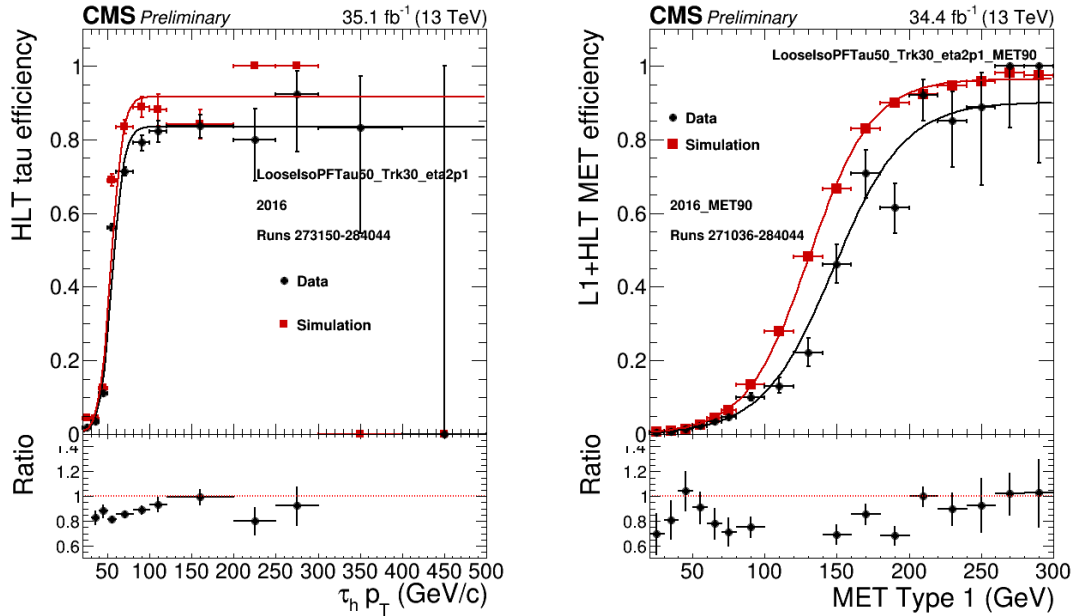 CMS Preliminary 35.1 fb⁻¹ (13 TeV)
HLT tau efficiency
1
0.8
0.6
0.4
0.2
0
LooseIsoPFTau50_Trk30_eta2p1
2016
Runs 273150-284044
Data
Simulation
Ratio
1.4
1.2
1
0.8
0.6
50 100 150 200 250 300 350 400 450 500
τh pT (GeV/c)
CMS Preliminary 34.4 fb⁻¹ (13 TeV)
L1+HLT MET efficiency
1
0.8
0.6
0.4
0.2
0
LooseIsoPFTau50_Trk30_eta2p1_MET90
Data
Simulation
2016_MET90
Runs 271036-284044
Ratio
1.4
1.2
1
0.8
0.6
50 100 150 200 250 300
MET Type 1 (GeV)